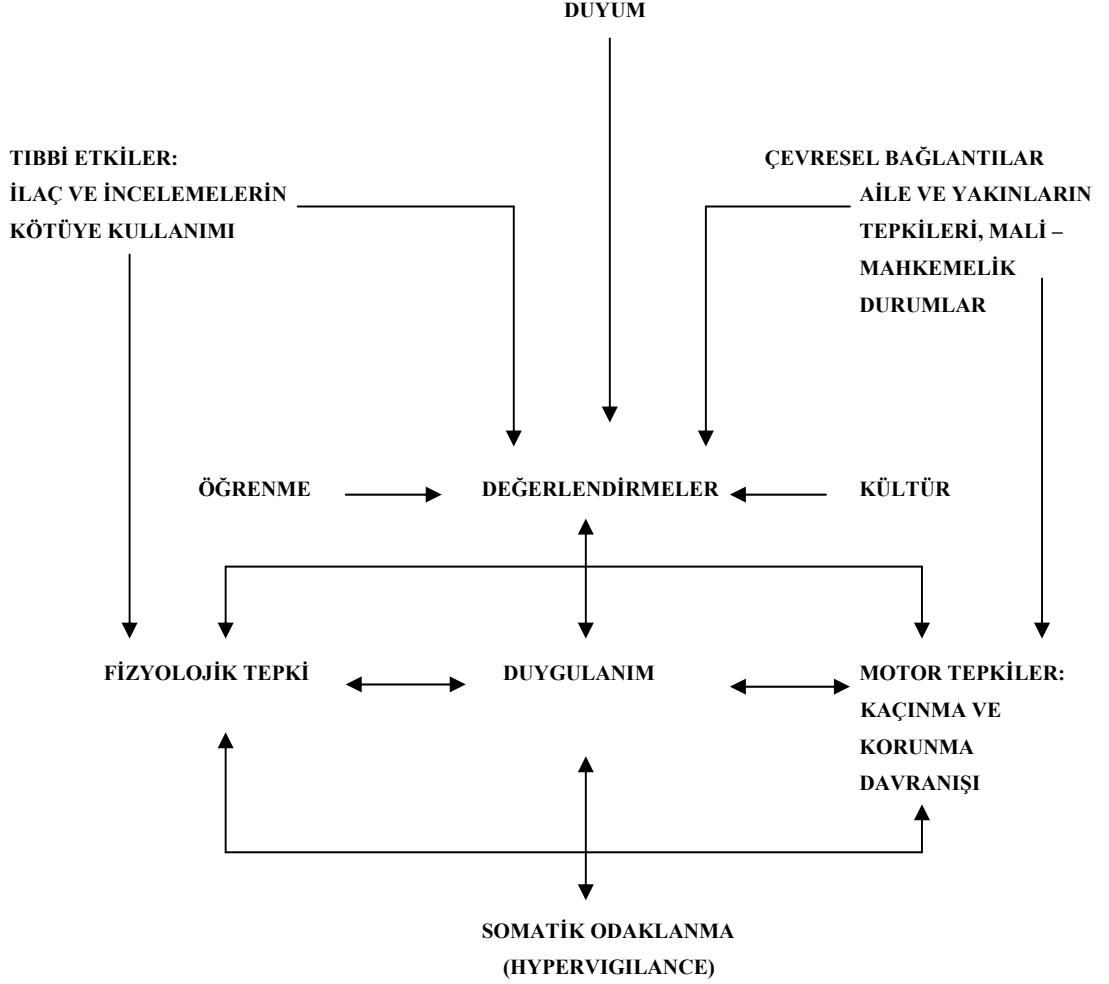 DUYUM
TIBBİ ETKİLER:
İLAÇ VE İNCELEMELERİN
KÖTÜYE KULLANIMI
ÇEVRESEL BAĞLANTILAR
AİLE VE YAKINLARIN
TEPKİLERİ, MALİ –
MAHKEMELİK
DURUMLAR
ÖĞRENME
DEĞERLENDİRMELER
KÜLTÜR
FİZYOLOJİK TEPKİ
DUYGULANIM
MOTOR TEPKİLER:
KAÇINMA VE
KORUNMA
DAVRANIŞI
SOMATİK ODAKLANMA
(HYPERVIGILANCE)